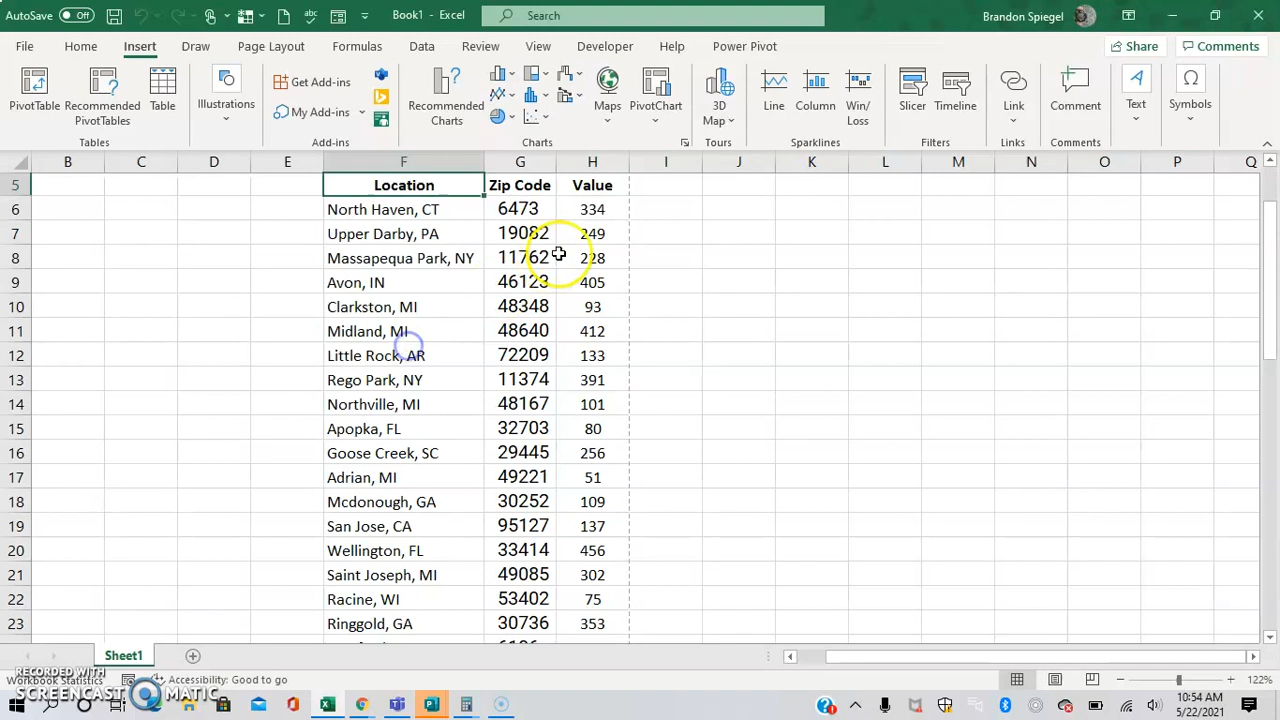 AutoSave Off Book1 - Excel Search Brandon Spiegel
File Home Insert Draw Page Layout Formulas Data Review View Developer Help Power Pivot Share Comments
PivotTable Recommended PivotTables Table Illustrations Get Add-ins My Add-ins Recommended Charts Maps PivotChart 3D Map Line Column Win/Loss Slicer Timeline Link Comment Text Symbols
Tables Add-ins Charts Tours Sparklines Filters Links Comments
B C D E F G H I J K L M N O P Q
5 Location Zip Code Value
6 North Haven, CT 6473 334
7 Upper Darby, PA 19082 249
8 Massapequa Park, NY 11762 228
9 Avon, IN 46123 405
10 Clarkston, MI 48348 93
11 Midland, MI 48640 412
12 Little Rock, AR 72209 133
13 Rego Park, NY 11374 391
14 Northville, MI 48167 101
15 Apopka, FL 32703 80
16 Goose Creek, SC 29445 256
17 Adrian, MI 49221 51
18 Mcdonough, GA 30252 109
19 San Jose, CA 95127 137
20 Wellington, FL 33414 456
21 Saint Joseph, MI 49085 302
22 Racine, WI 53402 75
23 Ringgold, GA 30736 353
Sheet1
RECORDED WITH
Workbook Statistics Accessibility: Good to go 122%
SCREENCAST MATIC
10:54 AM
5/22/2021